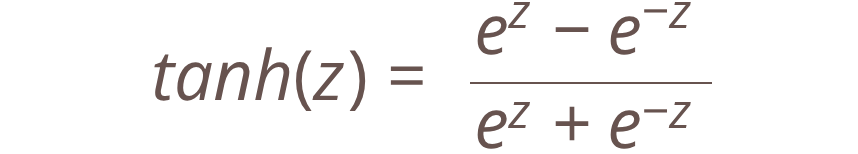 tanh(z) = (e^z − e^−z) / (e^z + e^−z)